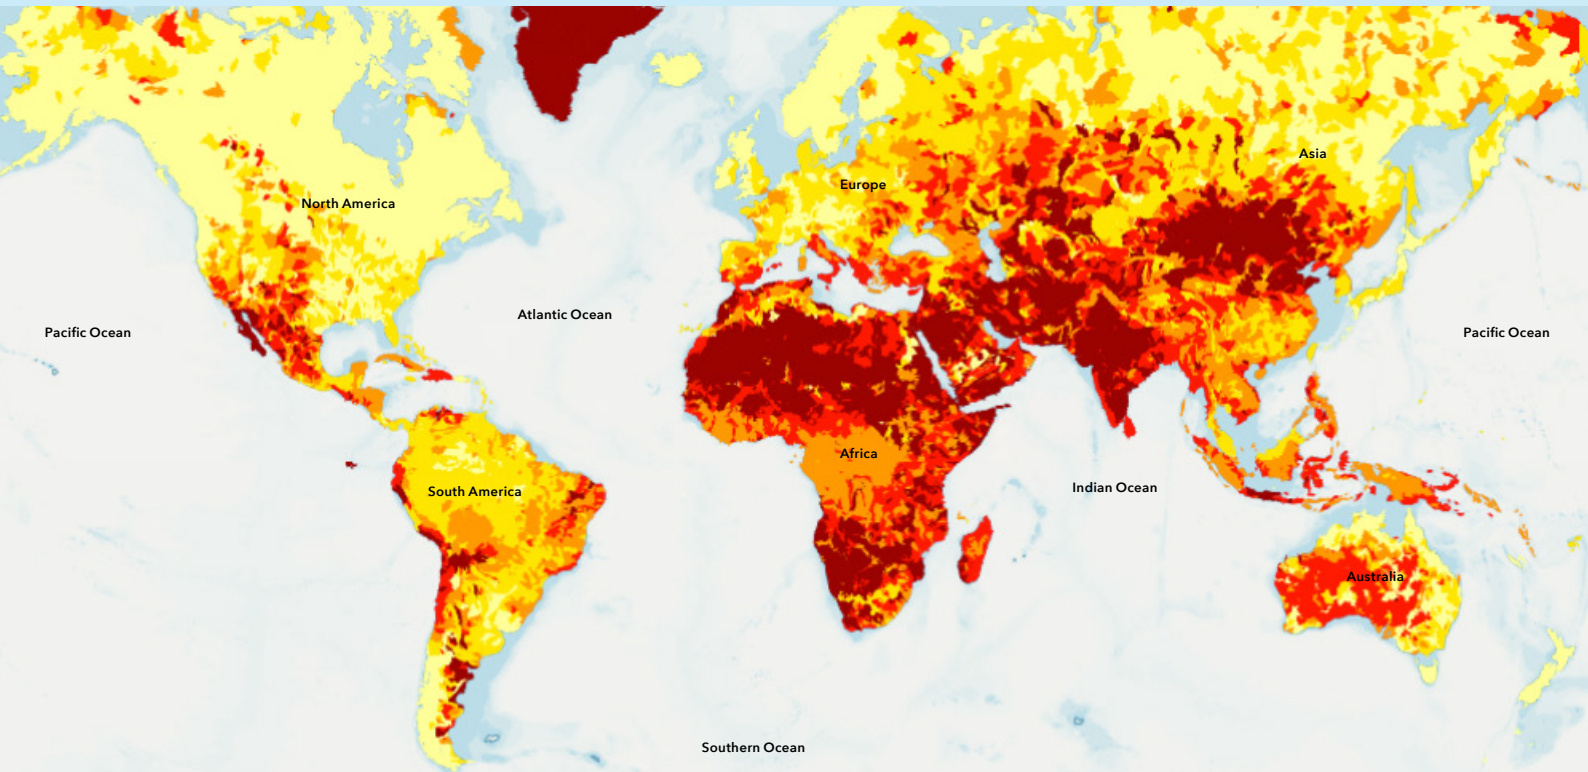 Asia
Europe
North America
Atlantic Ocean
Pacific Ocean
Pacific Ocean
Africa
Indian Ocean
South America
Australia
Southern Ocean